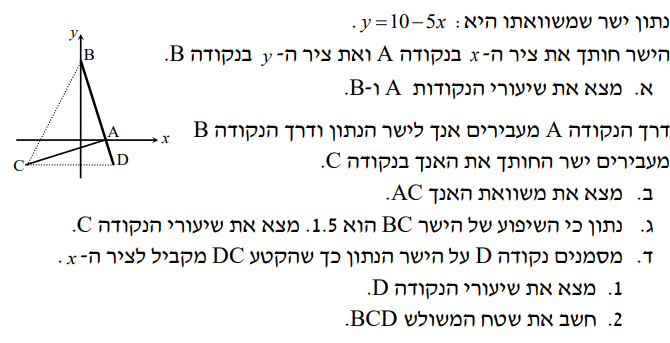 נתון ישר שמשוואתו היא: y = 10 − 5x .
הישר חותך את ציר ה- x בנקודה A ואת ציר ה- y בנקודה B.
א. מצא את שיעורי הנקודות A ו-B.
דרך הנקודה A מעבירים אנך לישר הנתון ודרך הנקודה B
מעבירים ישר החותך את האנך בנקודה C.
ב. מצא את משוואת האנך AC.
ג. נתון כי השיפוע של הישר BC הוא 1.5. מצא את שיעורי הנקודה C.
ד. מסמנים נקודה D על הישר הנתון כך שהקטע DC מקביל לציר ה- x .
1. מצא את שיעורי הנקודה D.
2. חשב את שטח המשולש BCD.
y
B
A
x
C
D